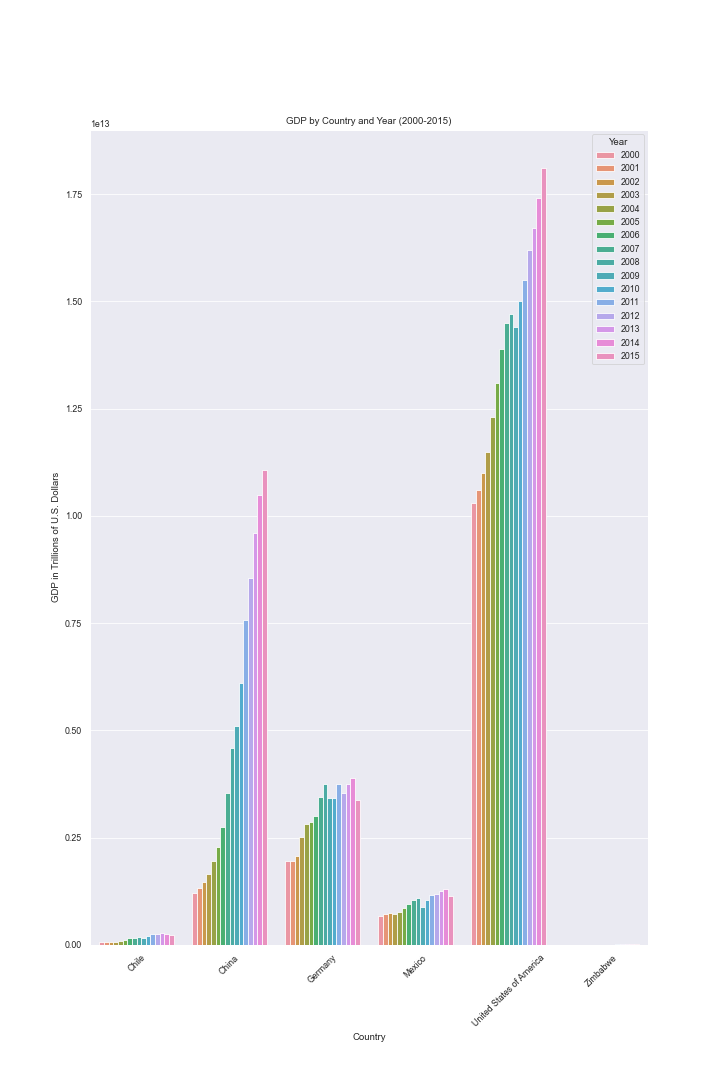 GDP by Country and Year (2000-2015)
1e13
Year
2000
2001
2002
2003
2004
2005
2006
2007
2008
2009
2010
2011
2012
2013
2014
2015
1.75
1.50
1.25
1.00
0.75
0.50
0.25
0.00
GDP in Trillions of U.S. Dollars
Chile
China
Germany
Mexico
United States of America
Zimbabwe
Country